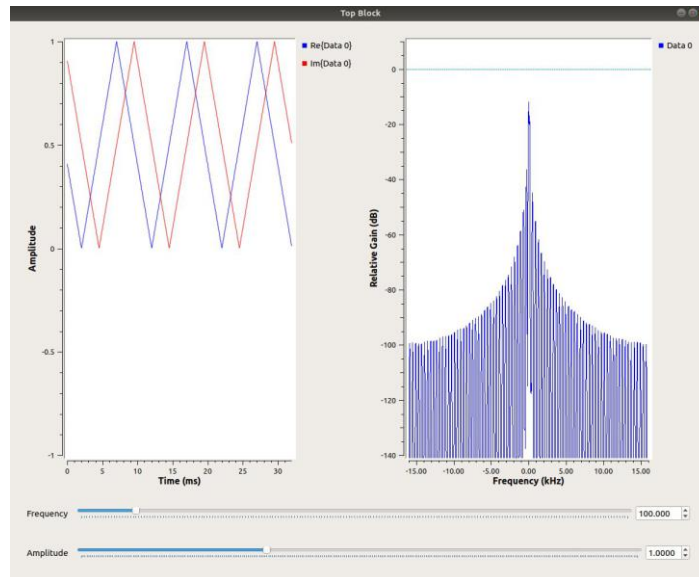 Top Block
Re{Data 0}
Im{Data 0}
1
0.5
0
-0.5
-1
Amplitude
0 5 10 15 20 25 30
Time (ms)
Data 0
0
-20
-40
-60
-80
-100
-120
-140
Relative Gain (dB)
-15.00 -10.00 -5.00 0.00 5.00 10.00 15.00
Frequency (kHz)
Frequency 100.000
Amplitude 1.0000